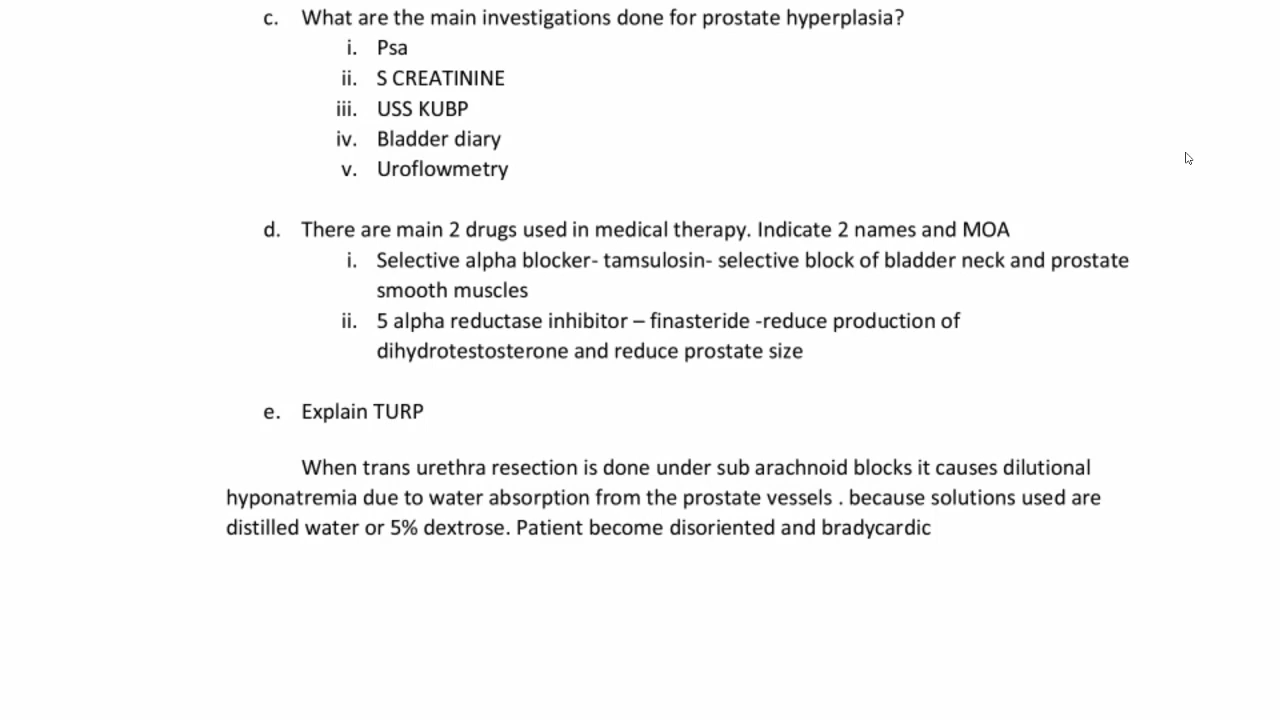 c. What are the main investigations done for prostate hyperplasia?
i. Psa
ii. S CREATININE
iii. USS KUBP
iv. Bladder diary
v. Uroflowmetry
d. There are main 2 drugs used in medical therapy. Indicate 2 names and MOA
i. Selective alpha blocker- tamsulosin- selective block of bladder neck and prostate
smooth muscles
ii. 5 alpha reductase inhibitor – finasteride -reduce production of
dihydrotestosterone and reduce prostate size
e. Explain TURP
When trans urethra resection is done under sub arachnoid blocks it causes dilutional
hyponatremia due to water absorption from the prostate vessels . because solutions used are
distilled water or 5% dextrose. Patient become disoriented and bradycardic